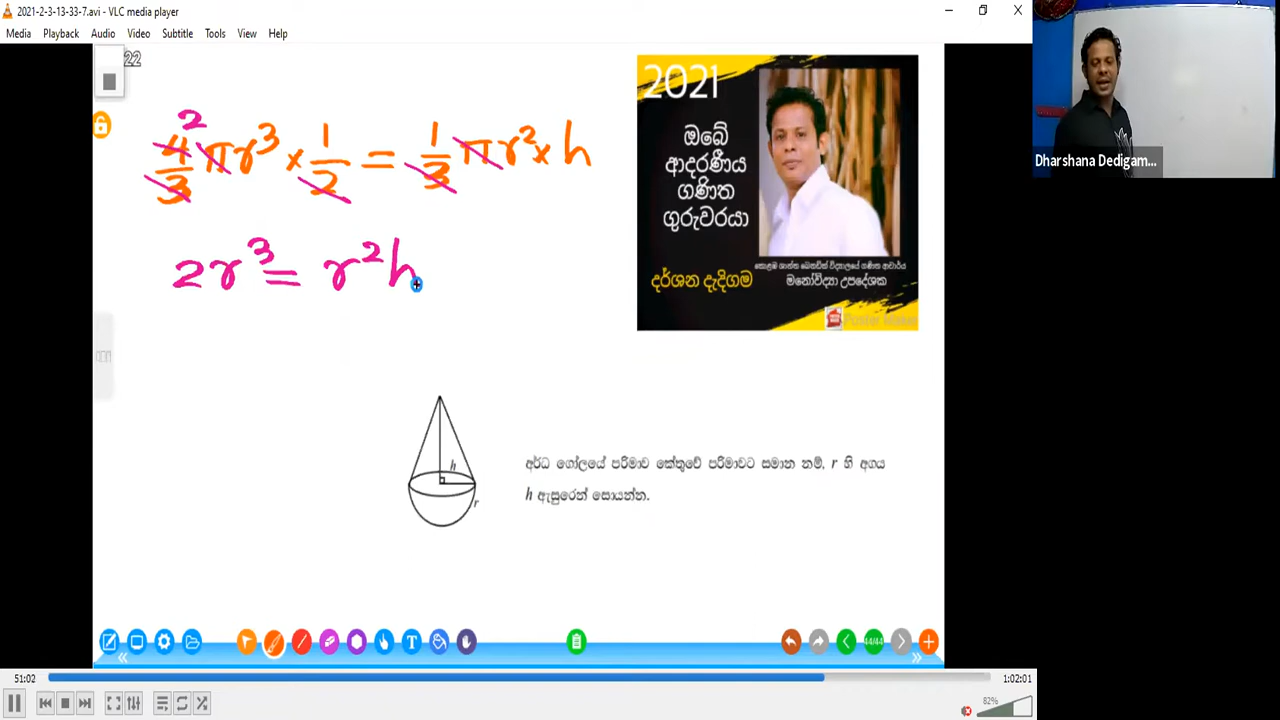 2021-2-3-13-33-7.avi - VLC media player
Media Playback Audio Video Subtitle Tools View Help
22
4/3 πr³ × 1/2 = 1/3 πr² × h
2
2r³ = r²h
2021
ඔබේ
ආදරණීය
ගණිත
ගුරුවරයා
දර්ශන දැදිගම
මනෝවිද්‍යා උපදේශක
Dharshana Dedigam...
h
r
අර්ධ ගෝලයේ පරිමාව කේතුවේ පරිමාවට සමාන නම්, r හි අගය
h ඇසුරෙන් සොයන්න.
T
44/44
51:02
1:02:01
82%